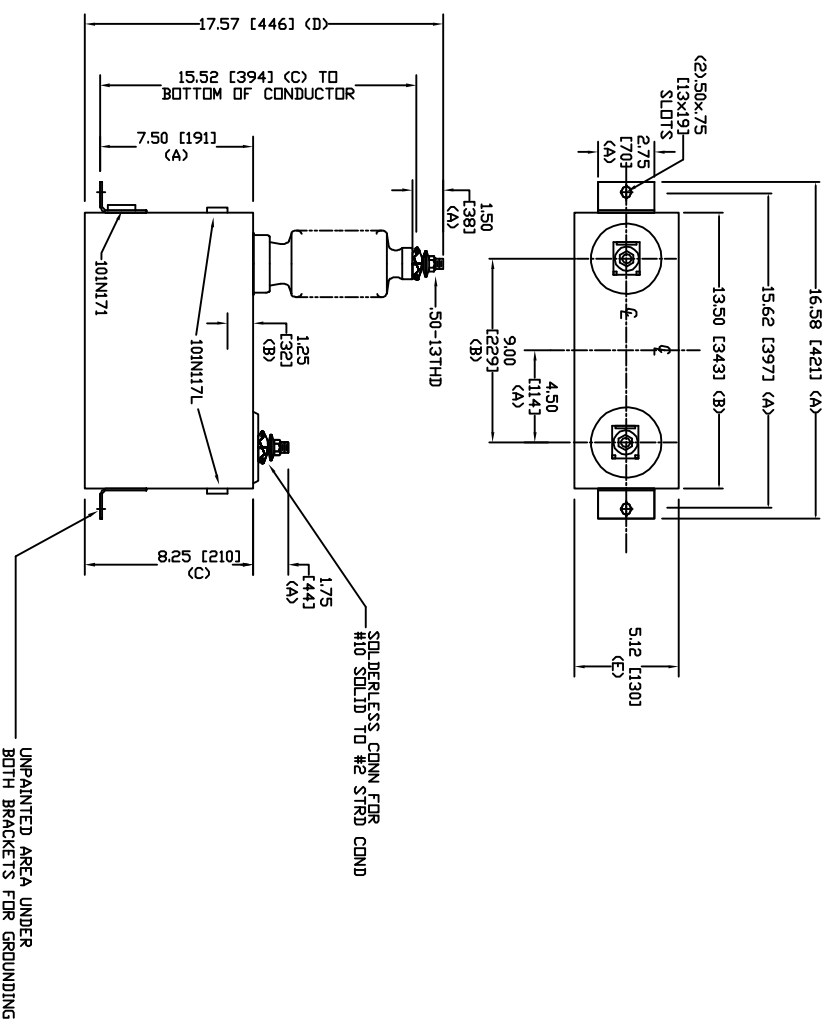 16.58 [421] (A)
15.62 [397] (A)
13.50 [343] (B)
9.00
[229]
(B)
4.50
[114]
(A)
(2).50x.75
[13x19]
SLOTS
2.75
[70]
(A)
5.12 [130]
(E)
℄
℄
17.57 [446] (D)
15.52 [394] (C) TO
BOTTOM OF CONDUCTOR
7.50 [191]
(A)
1.50
[38]
(A)
.50-13THD
1.25
[32]
(B)
101N171
101N117L
8.25 [210]
(C)
1.75
[44]
(A)
SOLDERLESS CONN FOR
#10 SOLID TO #2 STRD COND
UNPAINTED AREA UNDER
BOTH BRACKETS FOR GROUNDING